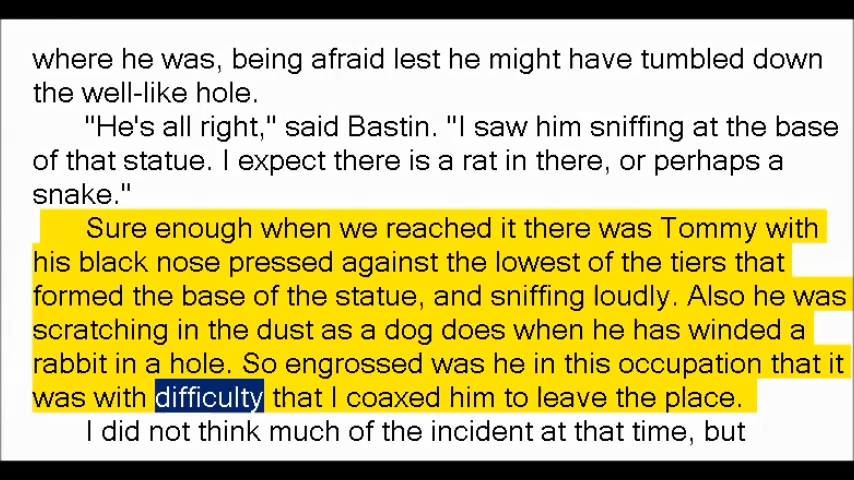 where he was, being afraid lest he might have tumbled down
the well-like hole.
"He's all right," said Bastin. "I saw him sniffing at the base
of that statue. I expect there is a rat in there, or perhaps a
snake."
Sure enough when we reached it there was Tommy with
his black nose pressed against the lowest of the tiers that
formed the base of the statue, and sniffing loudly. Also he was
scratching in the dust as a dog does when he has winded a
rabbit in a hole. So engrossed was he in this occupation that it
was with difficulty that I coaxed him to leave the place.
I did not think much of the incident at that time, but